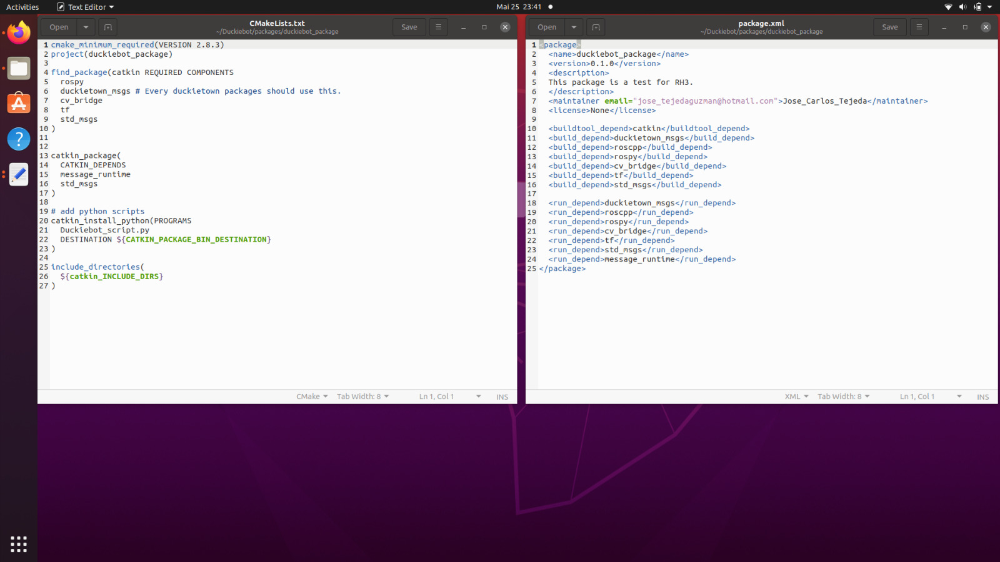 Activities Text Editor Mai 25 23:41
Open CMakeLists.txt Save
~/Duckiebot/packages/duckiebot_package
1 cmake_minimum_required(VERSION 2.8.3)
2 project(duckiebot_package)
3
4 find_package(catkin REQUIRED COMPONENTS
5   rospy
6   duckietown_msgs # Every duckietown packages should use this.
7   cv_bridge
8   tf
9   std_msgs
10 )
11
12
13 catkin_package(
14   CATKIN_DEPENDS
15   message_runtime
16   std_msgs
17 )
18
19 # add python scripts
20 catkin_install_python(PROGRAMS
21   Duckiebot_script.py
22   DESTINATION ${CATKIN_PACKAGE_BIN_DESTINATION}
23 )
24
25 include_directories(
26   ${catkin_INCLUDE_DIRS}
27 )
CMake Tab Width: 8 Ln 1, Col 1 INS
Open package.xml Save
~/Duckiebot/packages/duckiebot_package
1 <package>
2   <name>duckiebot_package</name>
3   <version>0.1.0</version>
4   <description>
5   This package is a test for RH3.
6   </description>
7   <maintainer email="jose_tejedaguzman@hotmail.com">Jose_Carlos_Tejeda</maintainer>
8   <license>None</license>
9
10   <buildtool_depend>catkin</buildtool_depend>
11   <build_depend>duckietown_msgs</build_depend>
12   <build_depend>roscpp</build_depend>
13   <build_depend>rospy</build_depend>
14   <build_depend>cv_bridge</build_depend>
15   <build_depend>tf</build_depend>
16   <build_depend>std_msgs</build_depend>
17
18   <run_depend>duckietown_msgs</run_depend>
19   <run_depend>roscpp</run_depend>
20   <run_depend>rospy</run_depend>
21   <run_depend>cv_bridge</run_depend>
22   <run_depend>tf</run_depend>
23   <run_depend>std_msgs</run_depend>
24   <run_depend>message_runtime</run_depend>
25 </package>
XML Tab Width: 8 Ln 1, Col 1 INS